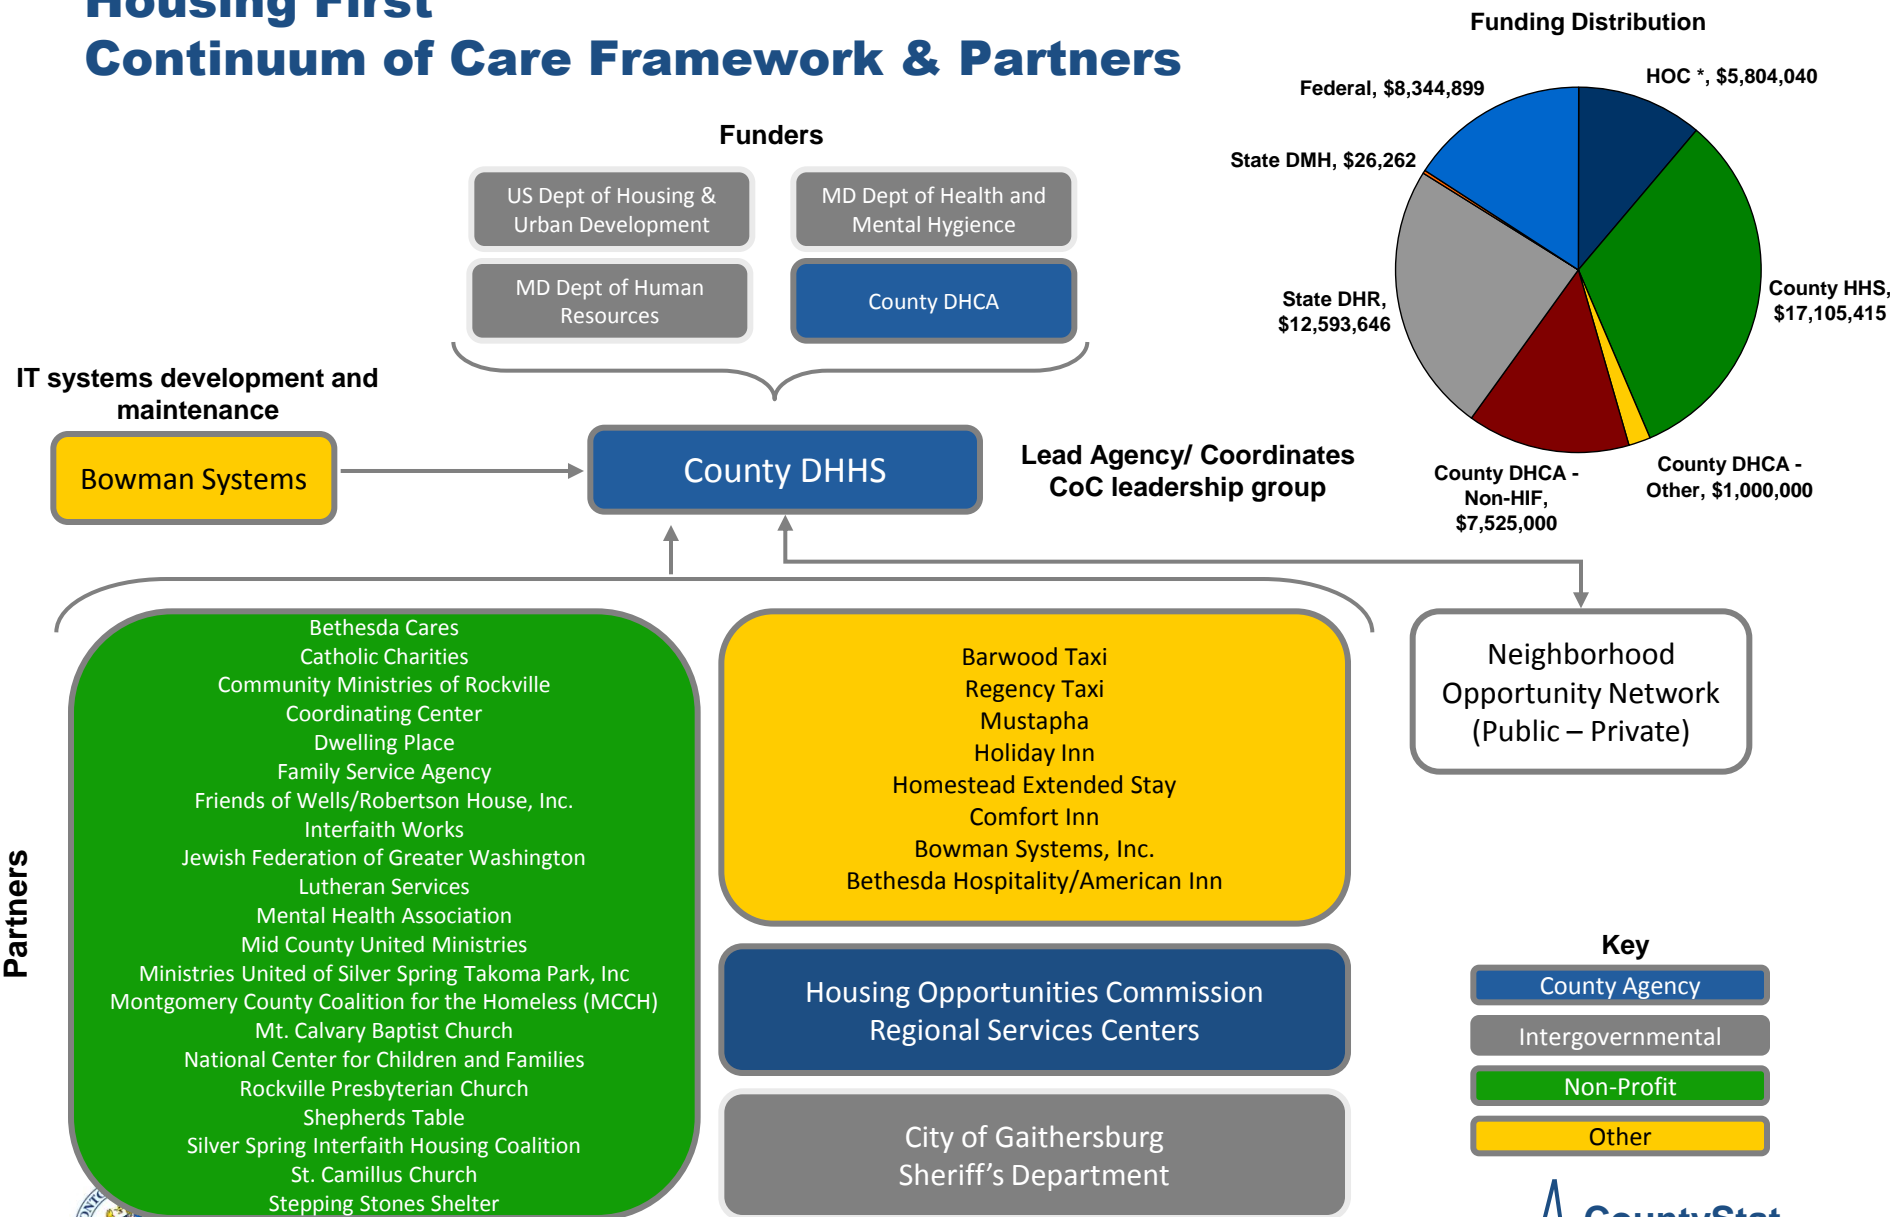 Housing First
Continuum of Care Framework & Partners
Funding Distribution
HOC *, $5,804,040
Federal, $8,344,899
State DMH, $26,262
State DHR,
$12,593,646
County HHS,
$17,105,415
County DHCA -
Non-HIF,
$7,525,000
County DHCA -
Other, $1,000,000
Funders
US Dept of Housing &
Urban Development
MD Dept of Health and
Mental Hygience
MD Dept of Human
Resources
County DHCA
IT systems development and
maintenance
Bowman Systems
County DHHS
Lead Agency/ Coordinates
CoC leadership group
Partners
Bethesda Cares
Catholic Charities
Community Ministries of Rockville
Coordinating Center
Dwelling Place
Family Service Agency
Friends of Wells/Robertson House, Inc.
Interfaith Works
Jewish Federation of Greater Washington
Lutheran Services
Mental Health Association
Mid County United Ministries
Ministries United of Silver Spring Takoma Park, Inc
Montgomery County Coalition for the Homeless (MCCH)
Mt. Calvary Baptist Church
National Center for Children and Families
Rockville Presbyterian Church
Shepherds Table
Silver Spring Interfaith Housing Coalition
St. Camillus Church
Stepping Stones Shelter
Barwood Taxi
Regency Taxi
Mustapha
Holiday Inn
Homestead Extended Stay
Comfort Inn
Bowman Systems, Inc.
Bethesda Hospitality/American Inn
Housing Opportunities Commission
Regional Services Centers
City of Gaithersburg
Sheriff's Department
Neighborhood
Opportunity Network
(Public – Private)
Key
County Agency
Intergovernmental
Non-Profit
Other
CountyStat